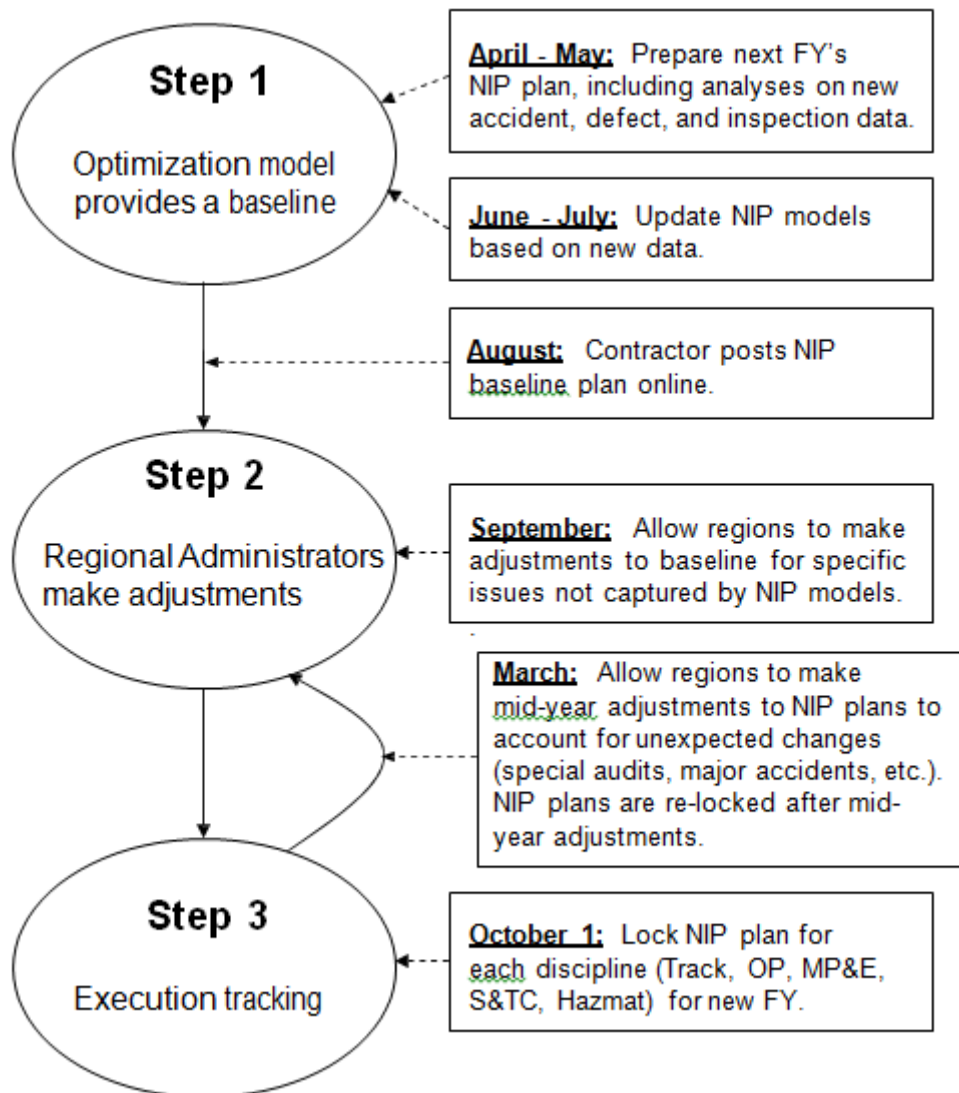 Step 1
Optimization model
provides a baseline
April - May: Prepare next FY’s
NIP plan, including analyses on new
accident, defect, and inspection data.
June - July: Update NIP models
based on new data.
August: Contractor posts NIP
baseline plan online.
Step 2
Regional Administrators
make adjustments
September: Allow regions to make
adjustments to baseline for specific
issues not captured by NIP models.
.
March: Allow regions to make
mid-year adjustments to NIP plans to
account for unexpected changes
(special audits, major accidents, etc.).
NIP plans are re-locked after mid-
year adjustments.
Step 3
Execution tracking
October 1: Lock NIP plan for
each discipline (Track, OP, MP&E,
S&TC, Hazmat) for new FY.